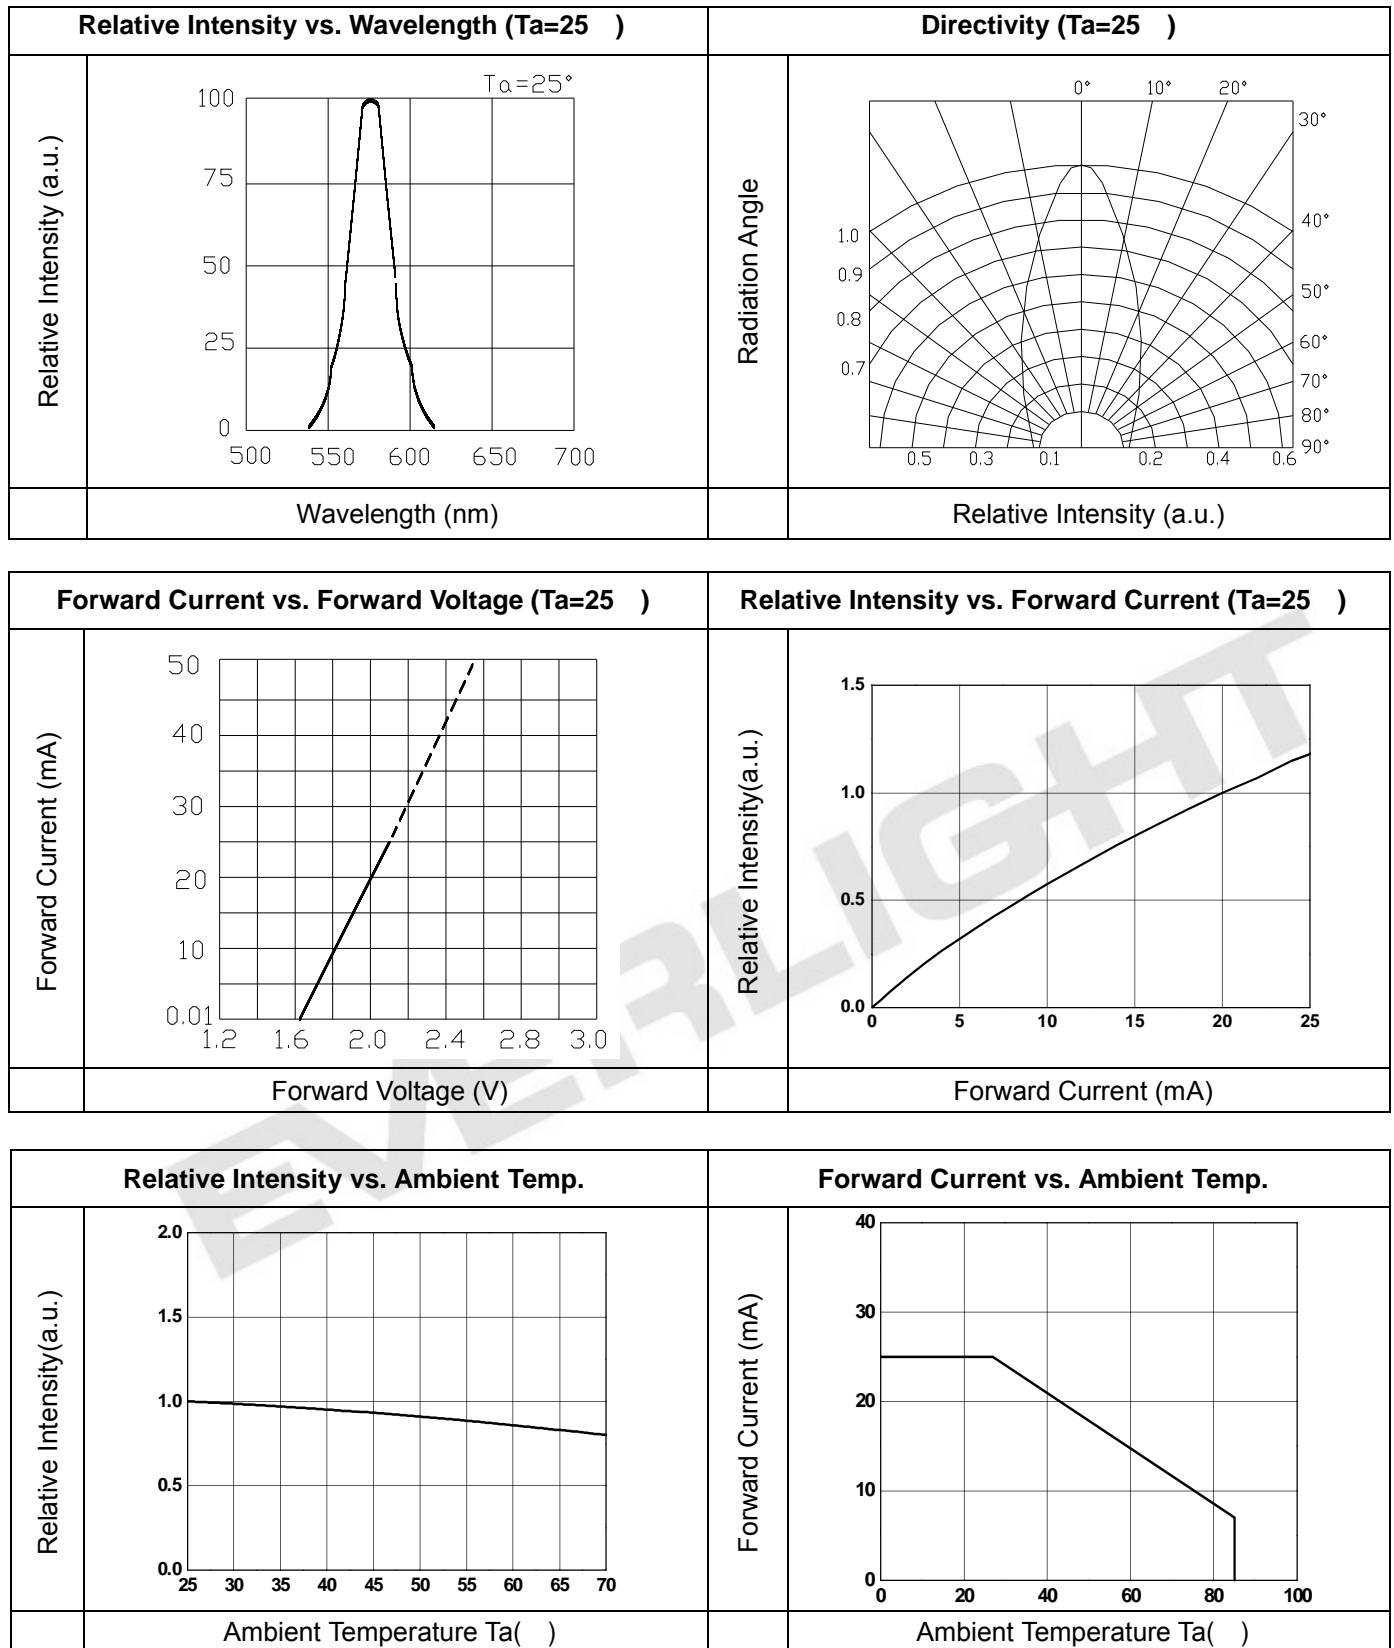 Relative Intensity vs. Wavelength (Ta=25 )
Directivity (Ta=25 )
Relative Intensity (a.u.)
Ta=25°
100
75
50
25
0
500 550 600 650 700
Wavelength (nm)
Radiation Angle
0° 10° 20°
30°
40°
50°
60°
70°
80°
90°
1.0
0.9
0.8
0.7
0.5 0.3 0.1 0.2 0.4 0.6
Relative Intensity (a.u.)
Forward Current vs. Forward Voltage (Ta=25 )
Relative Intensity vs. Forward Current (Ta=25 )
Forward Current (mA)
50
40
30
20
10
0.01
1.2 1.6 2.0 2.4 2.8 3.0
Forward Voltage (V)
Relative Intensity(a.u.)
1.5
1.0
0.5
0.0
0 5 10 15 20 25
Forward Current (mA)
EVERLIGHT
Relative Intensity vs. Ambient Temp.
Forward Current vs. Ambient Temp.
Relative Intensity(a.u.)
2.0
1.5
1.0
0.5
0.0
25 30 35 40 45 50 55 60 65 70
Ambient Temperature Ta( )
Forward Current (mA)
40
30
20
10
0
0 20 40 60 80 100
Ambient Temperature Ta( )